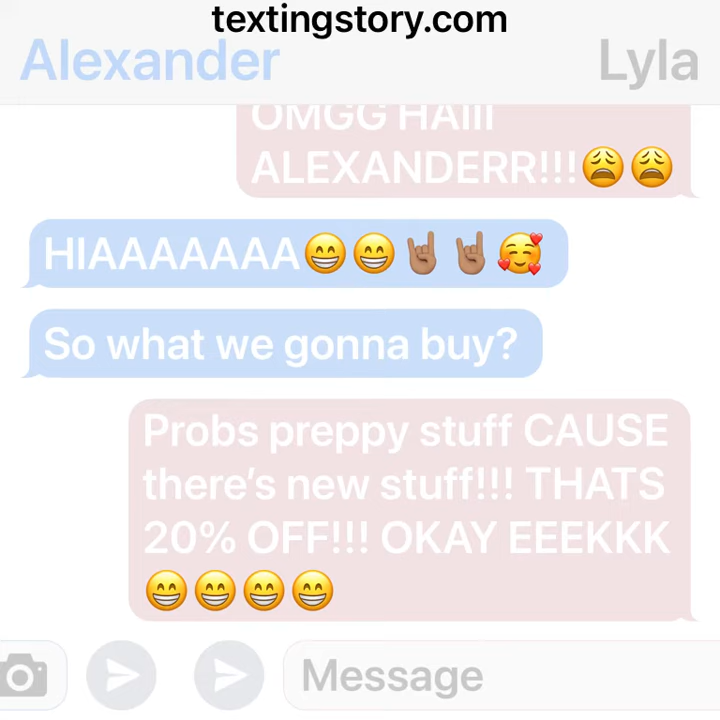 textingstory.com
Alexander Lyla
OMGG HAIII
ALEXANDERR!!!😩😩
HIAAAAAAA😁😁🤘🏽🤘🏽🥰
So what we gonna buy?
Probs preppy stuff CAUSE
there’s new stuff!!! THATS
20% OFF!!! OKAY EEEKKK
😁😁😁😁
Message